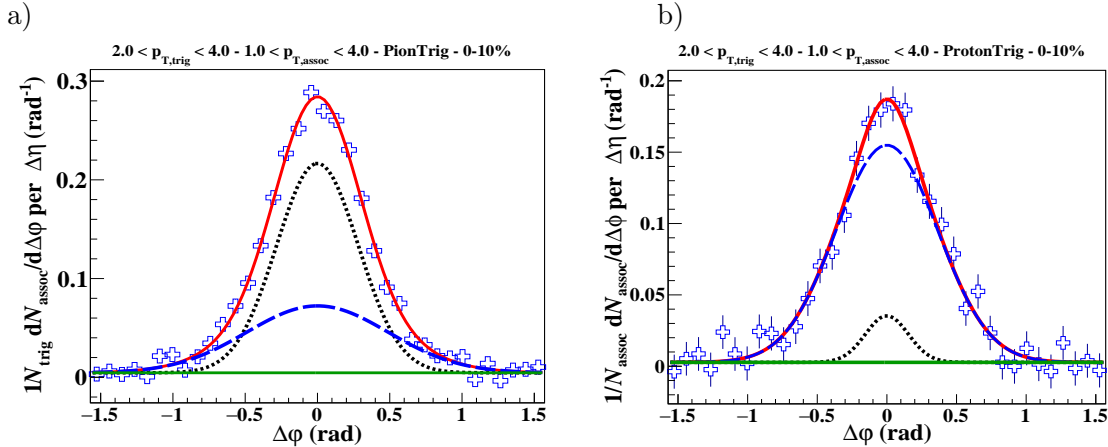 a)
2.0 < p_T,trig < 4.0 - 1.0 < p_T,assoc < 4.0 - PionTrig - 0-10%
1N_trig dN_assoc/dΔφ per Δη (rad⁻¹)
0.3
0.2
0.1
0
−1.5 −1 −0.5 0 0.5 1 1.5
Δφ (rad)
b)
2.0 < p_T,trig < 4.0 - 1.0 < p_T,assoc < 4.0 - ProtonTrig - 0-10%
1/N_assoc dN_assoc/dΔϕ per Δη (rad⁻¹)
0.2
0.15
0.1
0.05
0
−1.5 −1 −0.5 0 0.5 1 1.5
Δφ (rad)